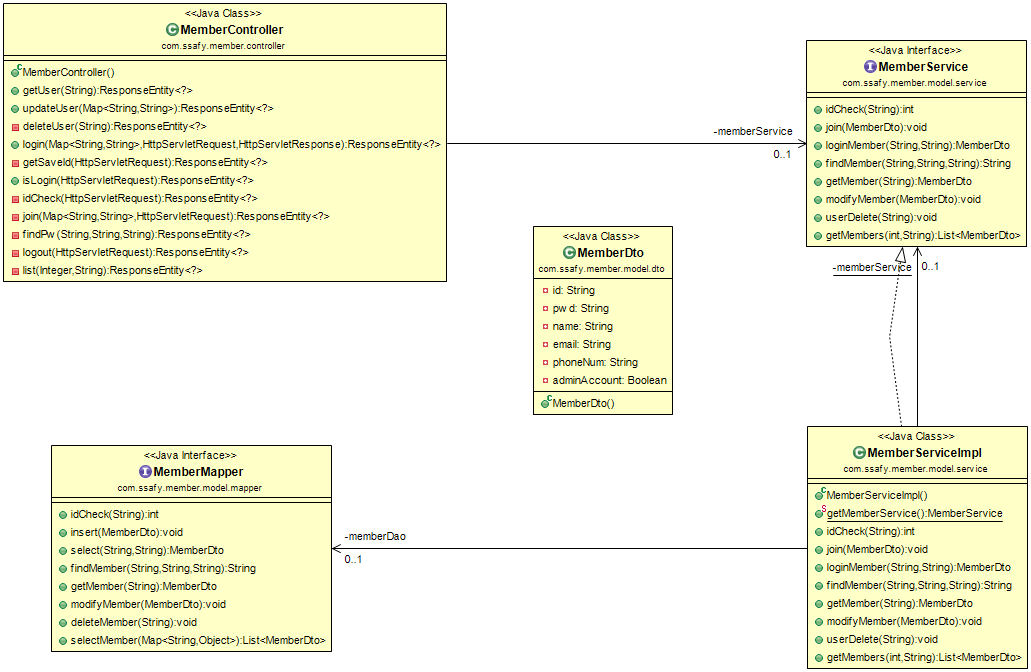 <<Java Class>>
MemberController
com.ssafy.member.controller
MemberController()
getUser(String):ResponseEntity<?>
updateUser(Map<String,String>):ResponseEntity<?>
deleteUser(String):ResponseEntity<?>
login(Map<String,String>,HttpServletRequest,HttpServletResponse):ResponseEntity<?>
getSaveId(HttpServletRequest):ResponseEntity<?>
isLogin(HttpServletRequest):ResponseEntity<?>
idCheck(HttpServletRequest):ResponseEntity<?>
join(Map<String,String>,HttpServletRequest):ResponseEntity<?>
findPw(String,String,String):ResponseEntity<?>
logout(HttpServletRequest):ResponseEntity<?>
list(Integer,String):ResponseEntity<?>
-memberService
0..1
<<Java Interface>>
MemberService
com.ssafy.member.model.service
idCheck(String):int
join(MemberDto):void
loginMember(String,String):MemberDto
findMember(String,String,String):String
getMember(String):MemberDto
modifyMember(MemberDto):void
userDelete(String):void
getMembers(int,String):List<MemberDto>
-memberService
0..1
<<Java Class>>
MemberDto
com.ssafy.member.model.dto
id: String
pwd: String
name: String
email: String
phoneNum: String
adminAccount: Boolean
MemberDto()
<<Java Interface>>
MemberMapper
com.ssafy.member.model.mapper
idCheck(String):int
insert(MemberDto):void
select(String,String):MemberDto
findMember(String,String,String):String
getMember(String):MemberDto
modifyMember(MemberDto):void
deleteMember(String):void
selectMember(Map<String,Object>):List<MemberDto>
-memberDao
0..1
<<Java Class>>
MemberServiceImpl
com.ssafy.member.model.service
MemberServiceImpl()
getMemberService():MemberService
idCheck(String):int
join(MemberDto):void
loginMember(String,String):MemberDto
findMember(String,String,String):String
getMember(String):MemberDto
modifyMember(MemberDto):void
userDelete(String):void
getMembers(int,String):List<MemberDto>